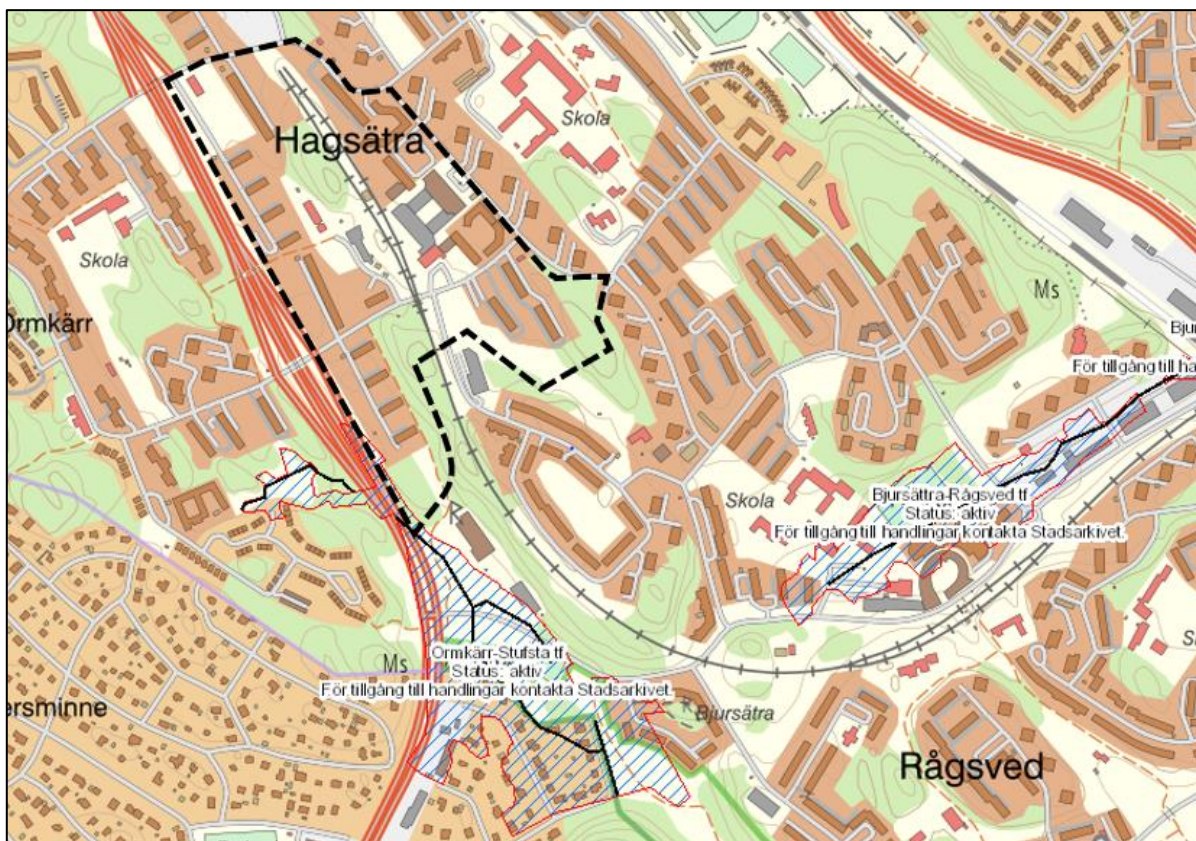 Hagsätra
Skola
Skola
Ormkärr
Ms
Bju
För tillgång till ha
Skola
Bjursättra-Rågsved tf
Status: aktiv
För tillgång till handlingar kontakta Stadsarkivet.
Ormkärr-Stufsta tf
Status: aktiv
För tillgång till handlingar kontakta Stadsarkivet.
Ms
ersminne
Bjursätra
Rågsved